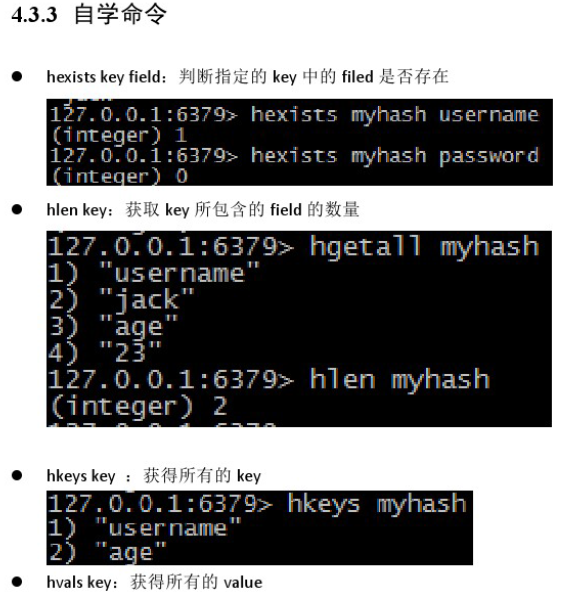 4.3.3 自学命令
● hexists key field：判断指定的 key 中的 filed 是否存在
127.0.0.1:6379> hexists myhash username
(integer) 1
127.0.0.1:6379> hexists myhash password
(integer) 0
● hlen key：获取 key 所包含的 field 的数量
127.0.0.1:6379> hgetall myhash
1) "username"
2) "jack"
3) "age"
4) "23"
127.0.0.1:6379> hlen myhash
(integer) 2
● hkeys key ：获得所有的 key
127.0.0.1:6379> hkeys myhash
1) "username"
2) "age"
● hvals key：获得所有的 value